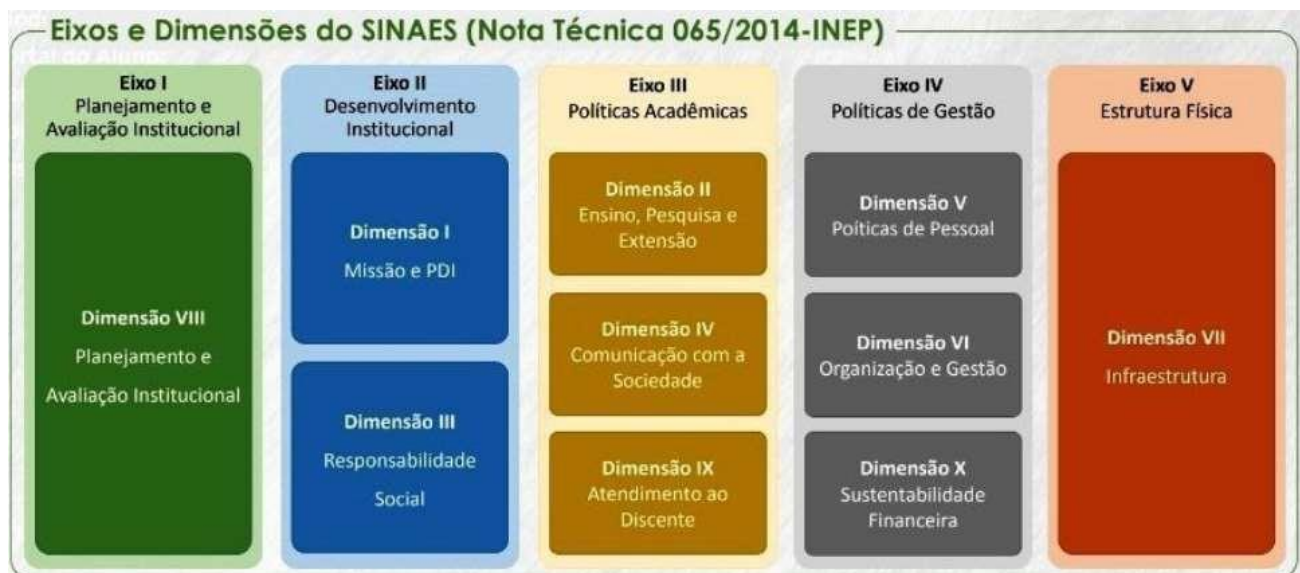 Eixos e Dimensões do SINAES (Nota Técnica 065/2014-INEP)
Eixo I
Planejamento e
Avaliação Institucional
Dimensão VIII
Planejamento e
Avaliação Institucional
Eixo II
Desenvolvimento
Institucional
Dimensão I
Missão e PDI
Dimensão III
Responsabilidade
Social
Eixo III
Políticas Acadêmicas
Dimensão II
Ensino, Pesquisa e
Extensão
Dimensão IV
Comunicação com a
Sociedade
Dimensão IX
Atendimento ao
Discente
Eixo IV
Políticas de Gestão
Dimensão V
Poíticas de Pessoal
Dimensão VI
Organização e Gestão
Dimensão X
Sustentabilidade
Financeira
Eixo V
Estrutura Física
Dimensão VII
Infraestrutura